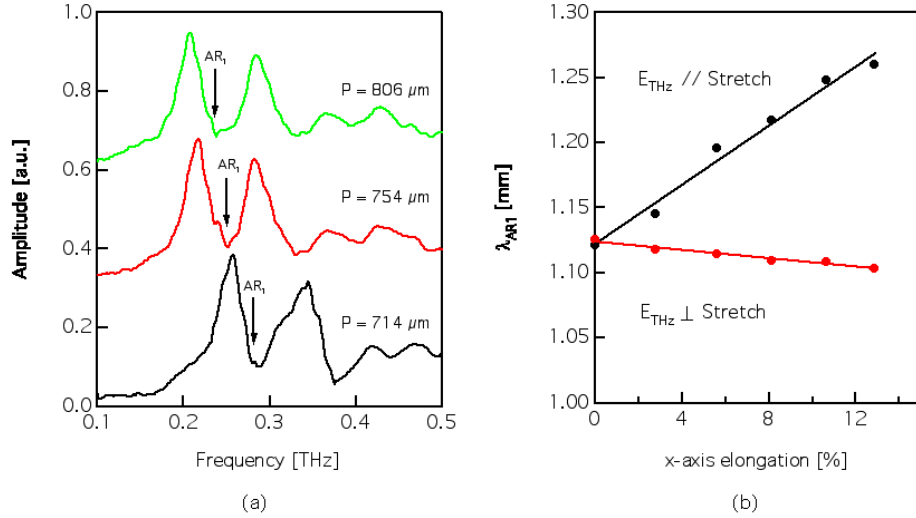 Amplitude [a.u.]
1.0
0.8
0.6
0.4
0.2
0.0
0.1
0.2
0.3
0.4
0.5
Frequency [THz]
AR₁
P = 806 µm
AR₁
P = 754 µm
AR₁
P = 714 µm
(a)
λAR1 [mm]
1.30
1.25
1.20
1.15
1.10
1.05
1.00
0
4
8
12
x-axis elongation [%]
ETHz // Stretch
ETHz ⊥ Stretch
(b)